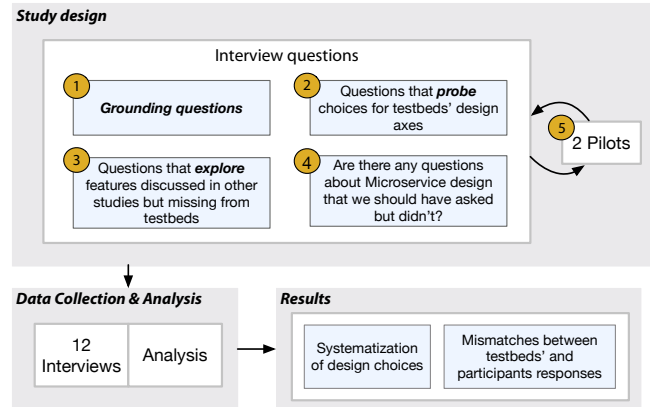 Study design
Interview questions
1
Grounding questions
2
Questions that probe
choices for testbeds' design
axes
3
Questions that explore
features discussed in other
studies but missing from
testbeds
4
Are there any questions
about Microservice design
that we should have asked
but didn't?
5
2 Pilots
Data Collection & Analysis
12
Interviews
Analysis
Results
Systematization
of design choices
Mismatches between
testbeds' and
participants responses